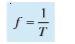 f = 1/T